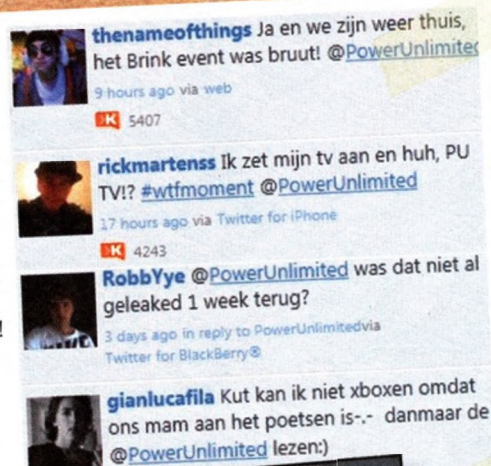 thenameofthings Ja en we zijn weer thuis,
het Brink event was bruut! @PowerUnlimited
9 hours ago via web
K 5407
rickmartenss Ik zet mijn tv aan en huh, PU
TV!? #wtfmoment @PowerUnlimited
17 hours ago via Twitter for iPhone
K 4243
RobbYye @PowerUnlimited was dat niet al
geleaked 1 week terug?
!
3 days ago in reply to PowerUnlimitedvia
Twitter for BlackBerry®
gianlucafila Kut kan ik niet xboxen omdat
ons mam aan het poetsen is-.- danmaar de
@PowerUnlimited lezen:)